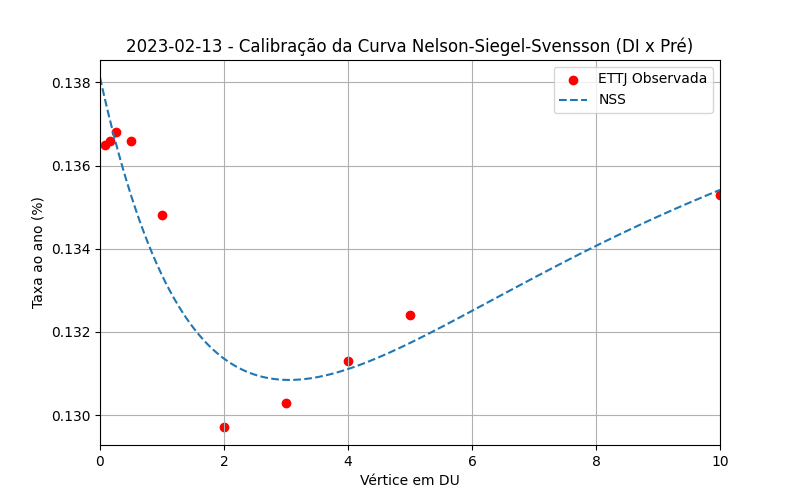 2023-02-13 - Calibração da Curva Nelson-Siegel-Svensson (DI x Pré)
ETTJ Observada
NSS
Taxa ao ano (%)
0.138
0.136
0.134
0.132
0.130
0 2 4 6 8 10
Vértice em DU